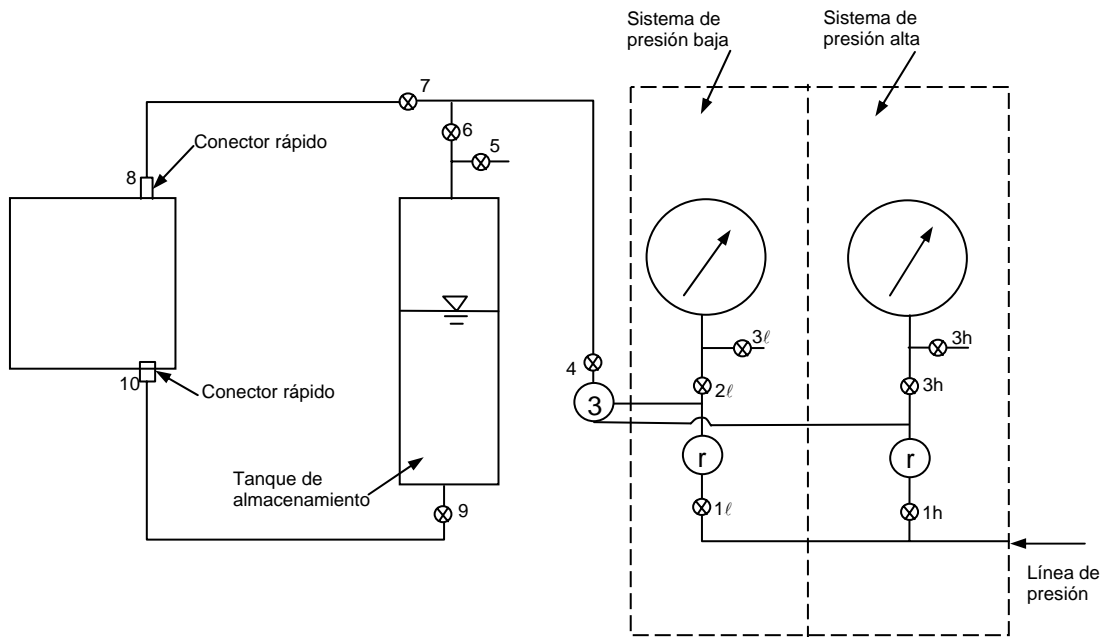 Sistema de
presión baja
Sistema de
presión alta
7
6
5
Conector rápido
8
3ℓ
3h
4
2ℓ
3h
10
Conector rápido
3
r
r
Tanque de
almacenamiento
9
1ℓ
1h
Línea de
presión